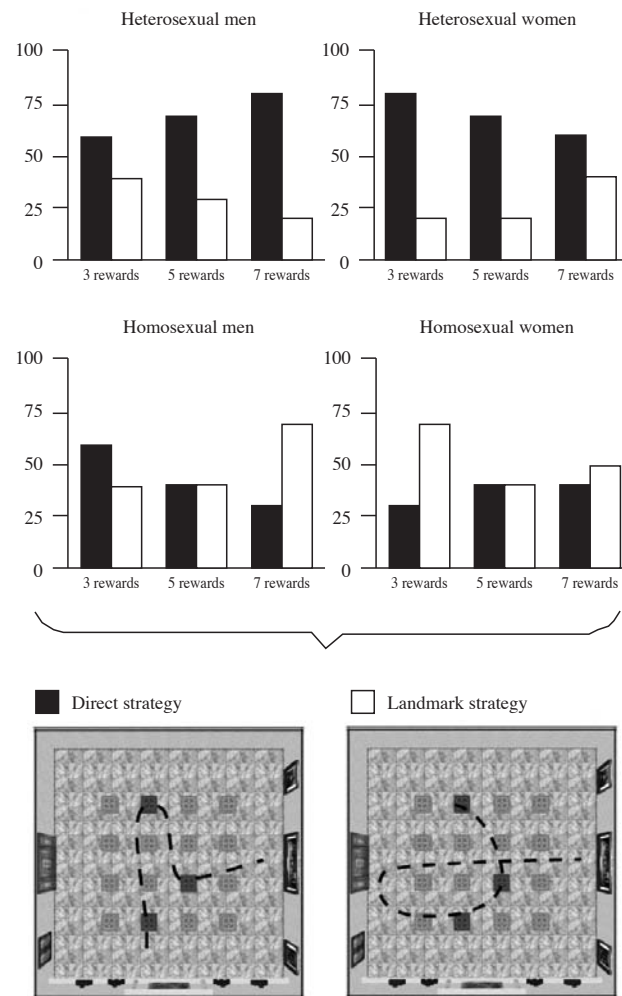 Heterosexual men
Heterosexual women
100
75
50
25
0
3 rewards 5 rewards 7 rewards
100
75
50
25
0
3 rewards 5 rewards 7 rewards
Homosexual men
Homosexual women
100
75
50
25
0
3 rewards 5 rewards 7 rewards
100
75
50
25
0
3 rewards 5 rewards 7 rewards
Direct strategy
Landmark strategy